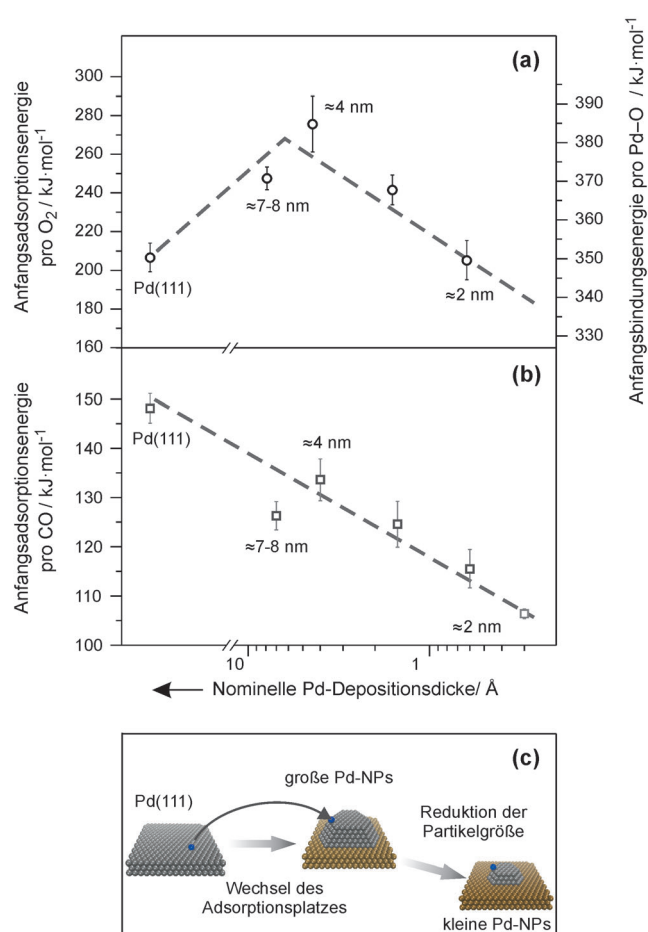 (a)
Anfangsadsorptionsenergie
pro O₂ / kJ·mol⁻¹
300
280
260
240
220
200
180
160
≈4 nm
≈7-8 nm
≈2 nm
Pd(111)
390
380
370
360
350
340
330
Anfangsbindungsenergie pro Pd–O / kJ·mol⁻¹
(b)
Anfangsadsorptionsenergie
pro CO / kJ·mol⁻¹
150
140
130
120
110
100
Pd(111)
≈4 nm
≈7-8 nm
≈2 nm
10 1
Nominelle Pd-Depositionsdicke/ Å
(c)
große Pd-NPs
Pd(111)
Reduktion der
Partikelgröße
Wechsel des
Adsorptionsplatzes
kleine Pd-NPs